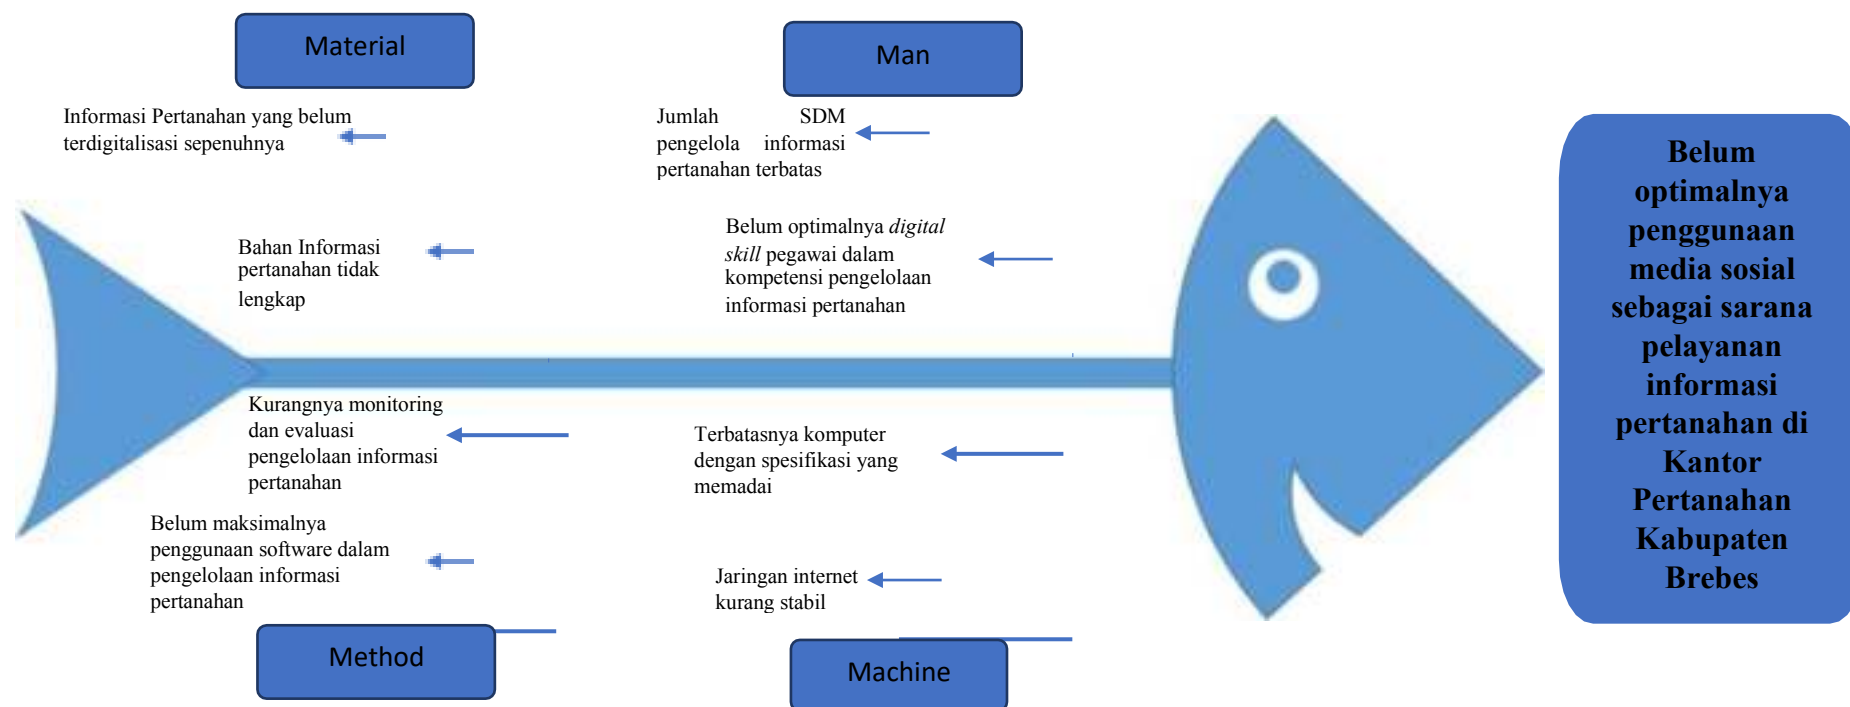 Material
Informasi Pertanahan yang belum
terdigitalisasi sepenuhnya
Bahan Informasi
pertanahan tidak
lengkap
Man
Jumlah SDM
pengelola informasi
pertanahan terbatas
Belum optimalnya digital
skill pegawai dalam
kompetensi pengelolaan
informasi pertanahan
Kurangnya monitoring
dan evaluasi
pengelolaan informasi
pertanahan
Belum maksimalnya
penggunaan software dalam
pengelolaan informasi
pertanahan
Method
Terbatasnya komputer
dengan spesifikasi yang
memadai
Jaringan internet
kurang stabil
Machine
Belum
optimalnya
penggunaan
media sosial
sebagai sarana
pelayanan
informasi
pertanahan di
Kantor
Pertanahan
Kabupaten
Brebes